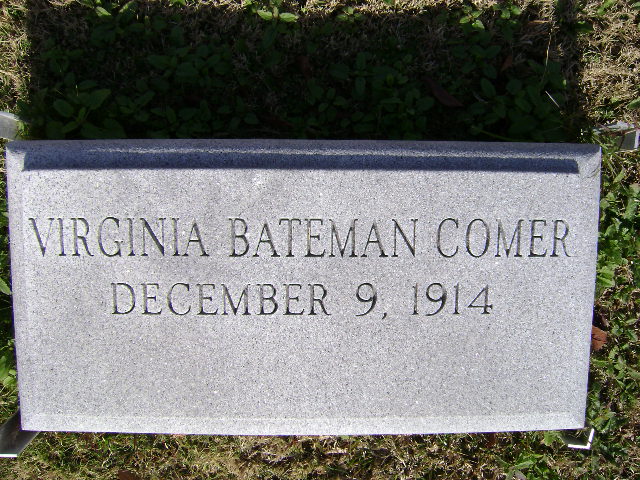 VIRGINIA BATEMAN COMER
DECEMBER 9, 1914